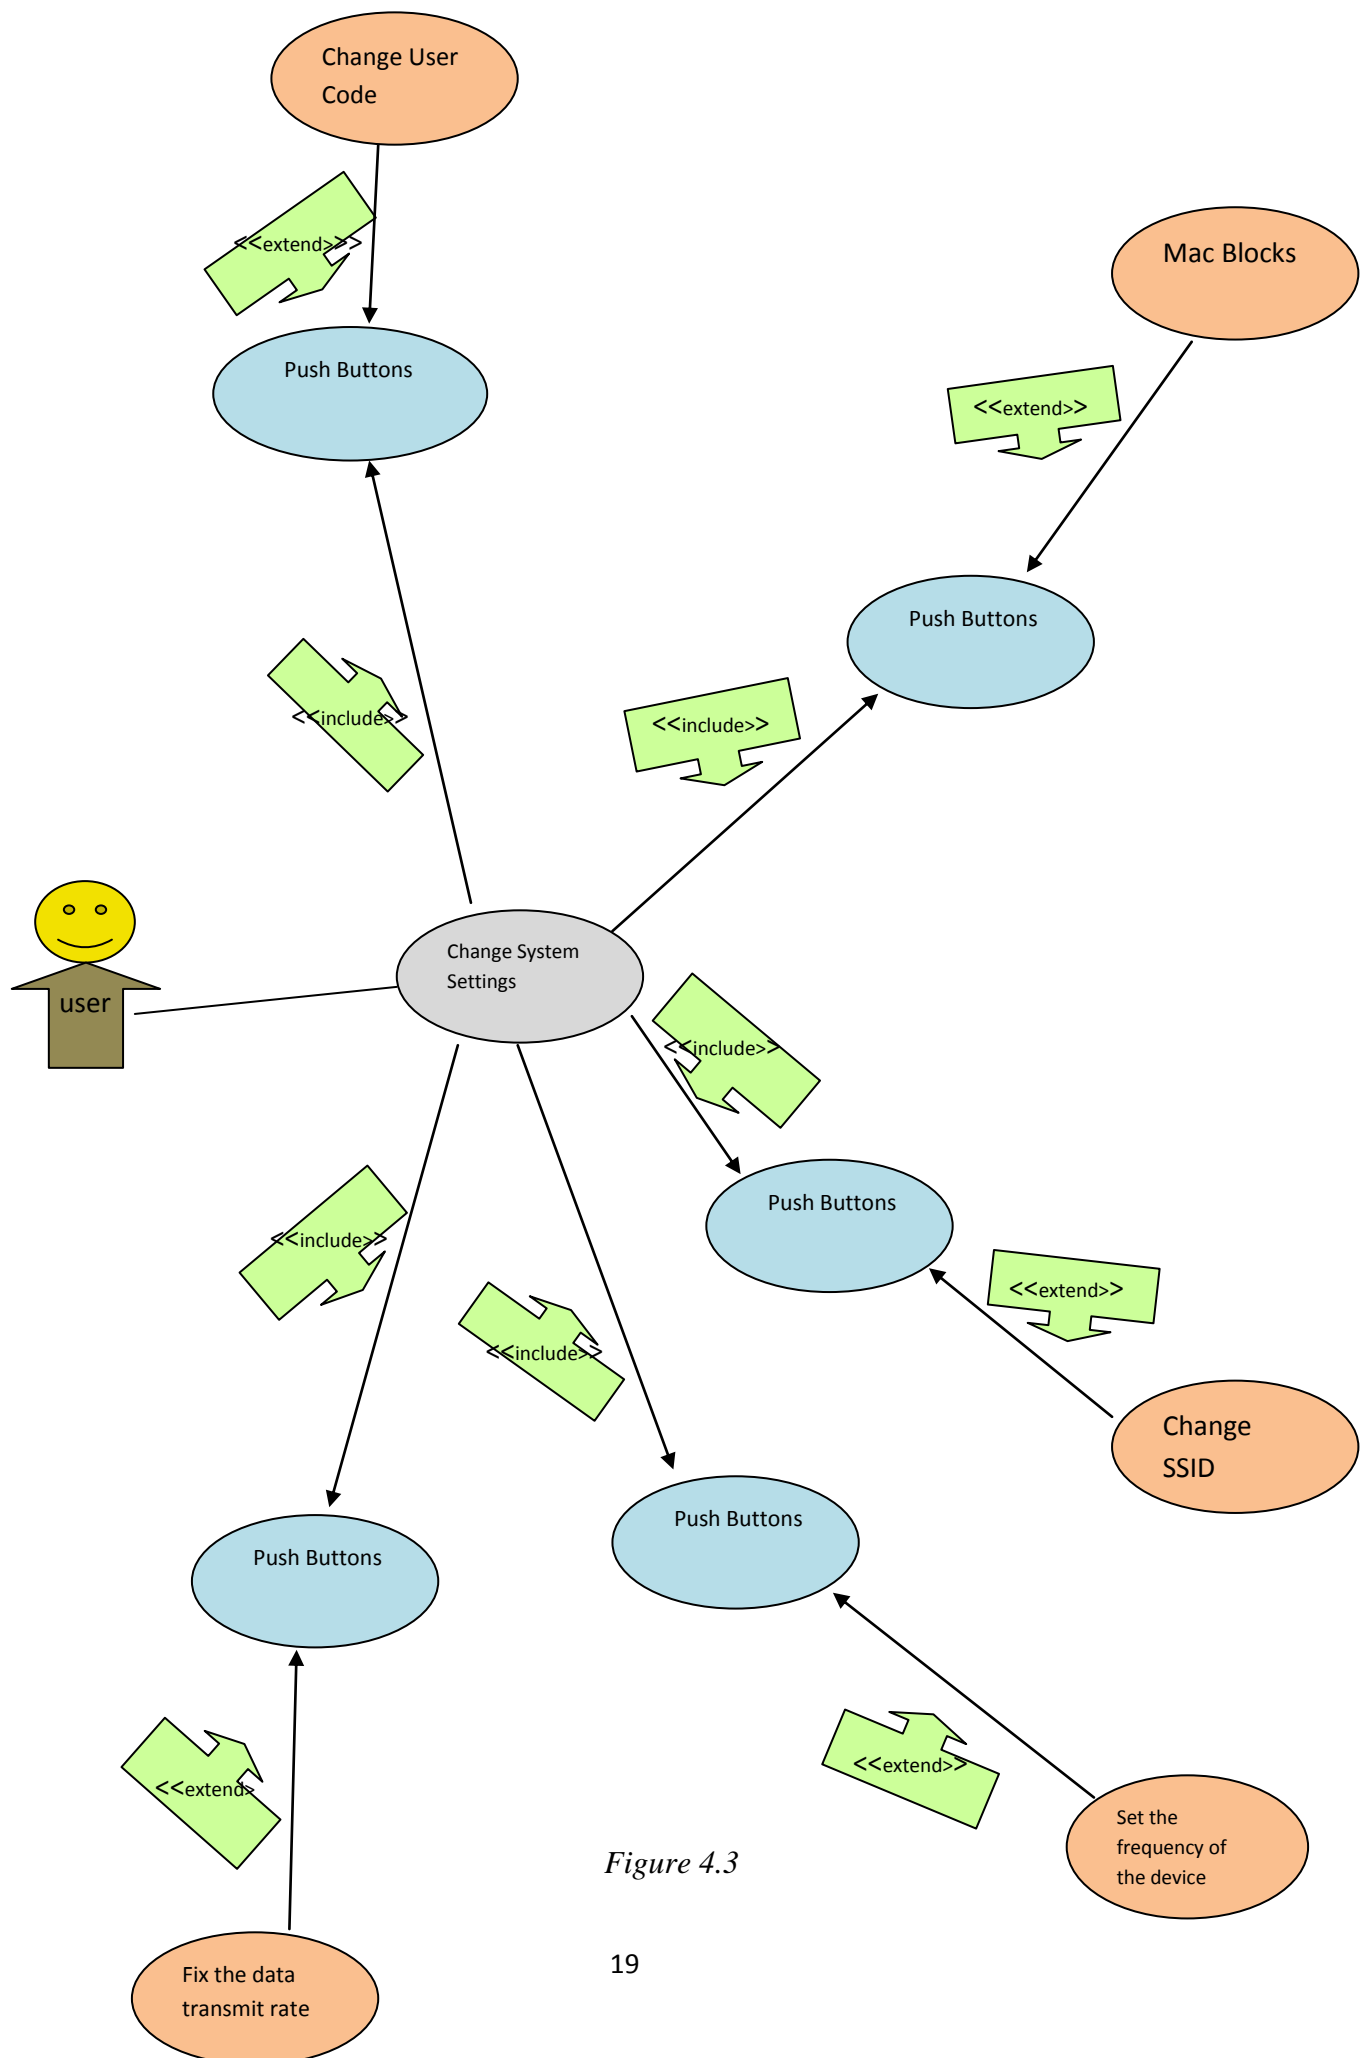 Change User
Code
<<extend>>
Mac Blocks
Push Buttons
<<extend>>
Push Buttons
<<include>>
<<include>>
Change System
Settings
user
<<include>>
Push Buttons
<<include>>
<<extend>>
<<include>>
Change
SSID
Push Buttons
Push Buttons
<<extend>>
<<extend>>
Set the
frequency of
the device
Figure 4.3
19
Fix the data
transmit rate